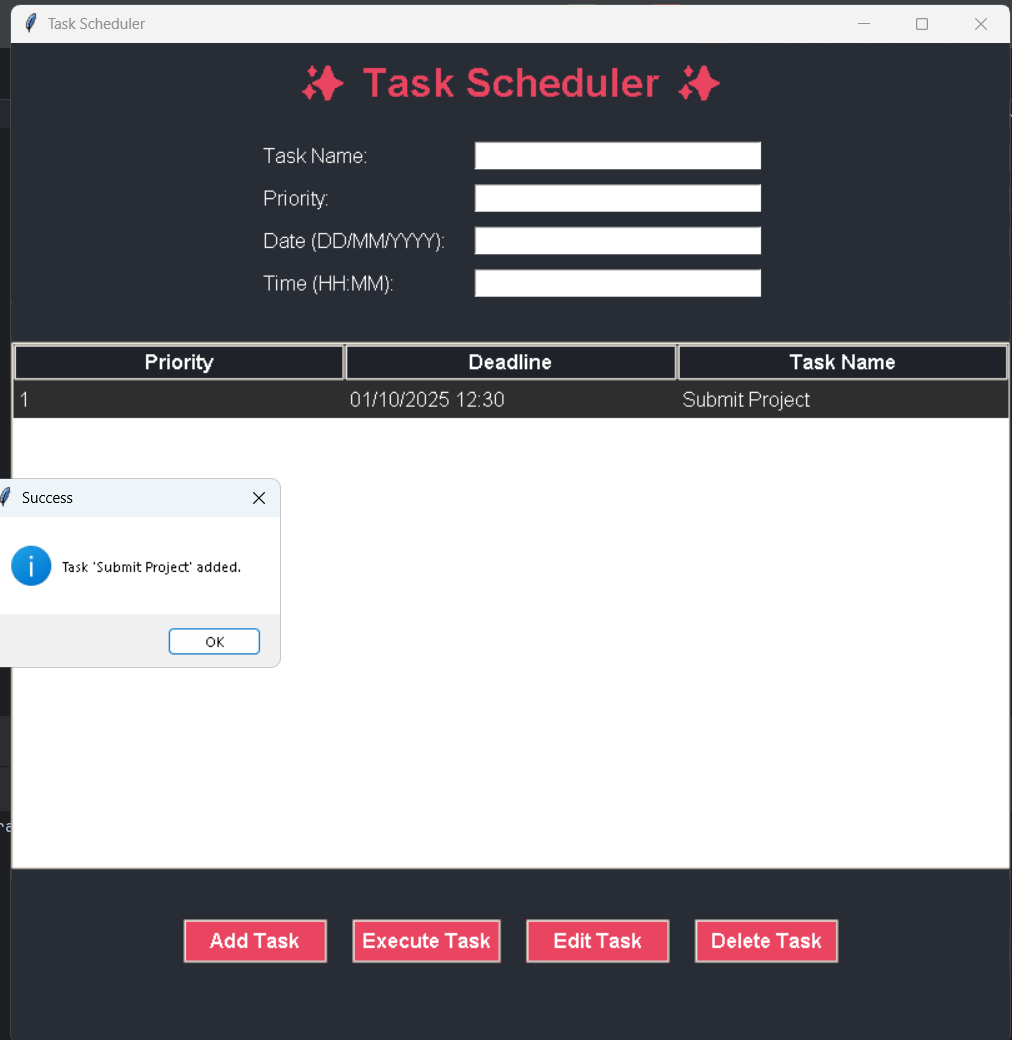 Task Scheduler
✨ Task Scheduler ✨
Task Name:
Priority:
Date (DD/MM/YYYY):
Time (HH:MM):
Priority Deadline Task Name
1 01/10/2025 12:30 Submit Project
Success
Task 'Submit Project' added.
OK
Add Task Execute Task Edit Task Delete Task